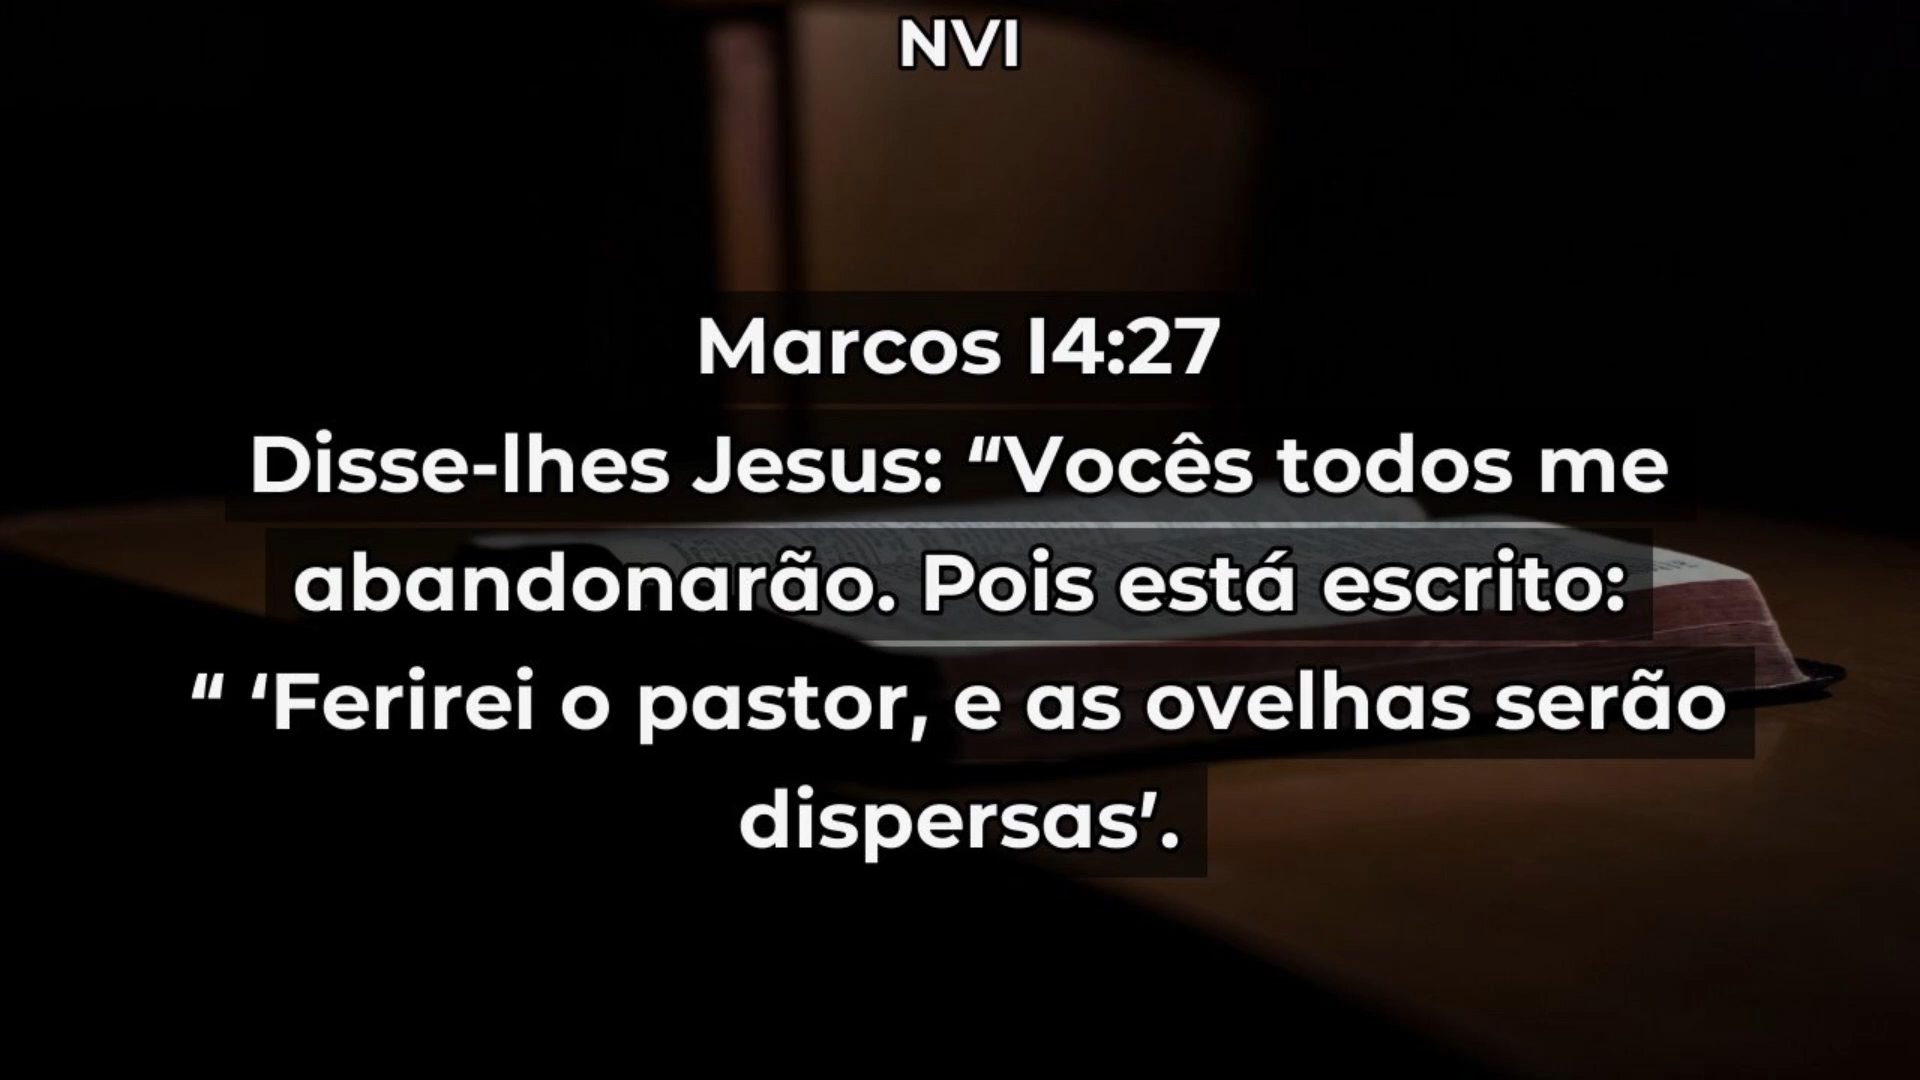 NVI
Marcos 14:27
Disse-lhes Jesus: “Vocês todos me
abandonarão. Pois está escrito:
“ ‘Ferirei o pastor, e as ovelhas serão
dispersas’.